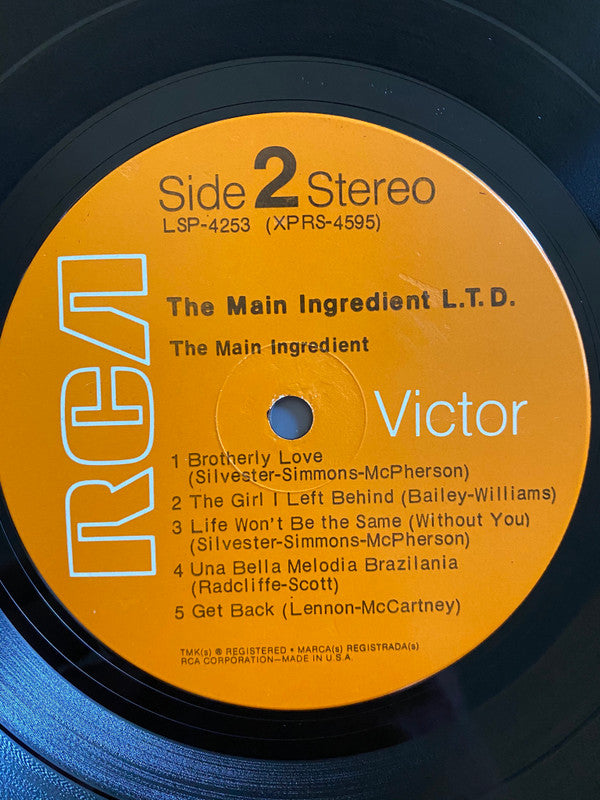 Side 2 Stereo
LSP-4253 (XPRS-4595)
RCA
The Main Ingredient L.T.D.
The Main Ingredient
Victor
1 Brotherly Love
(Silvester-Simmons-McPherson)
2 The Girl I Left Behind (Bailey-Williams)
3 Life Won't Be the Same (Without You)
(Silvester-Simmons-McPherson)
4 Una Bella Melodia Brazilania
(Radcliffe-Scott)
5 Get Back (Lennon-McCartney)
TMK(s) ® REGISTERED • MARCA(s) REGISTRADA(s)
RCA CORPORATION—MADE IN U.S.A.